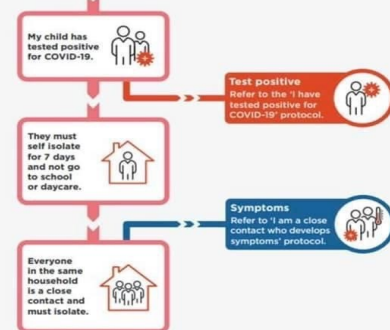 My child has
tested positive
for COVID-19.
Test positive
Refer to the 'I have
tested positive for
COVID-19' protocol.
They must
self isolate
for 7 days
and not go
to school
or daycare.
Symptoms
Refer to 'I am a close
contact who develops
symptoms' protocol.
Everyone
in the same
household
is a close
contact and
must isolate.